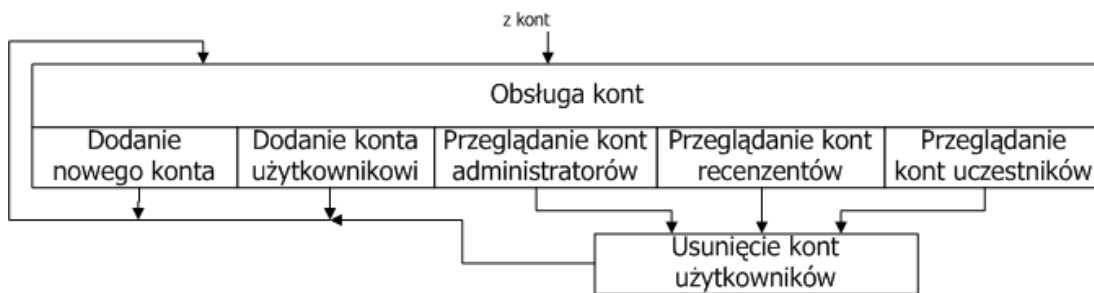 z kont
Obsługa kont
Dodanie
nowego konta
Dodanie konta
użytkownikowi
Przeglądanie kont
administratorów
Przeglądanie kont
recenzentów
Przeglądanie
kont uczestników
Usunięcie kont
użytkowników